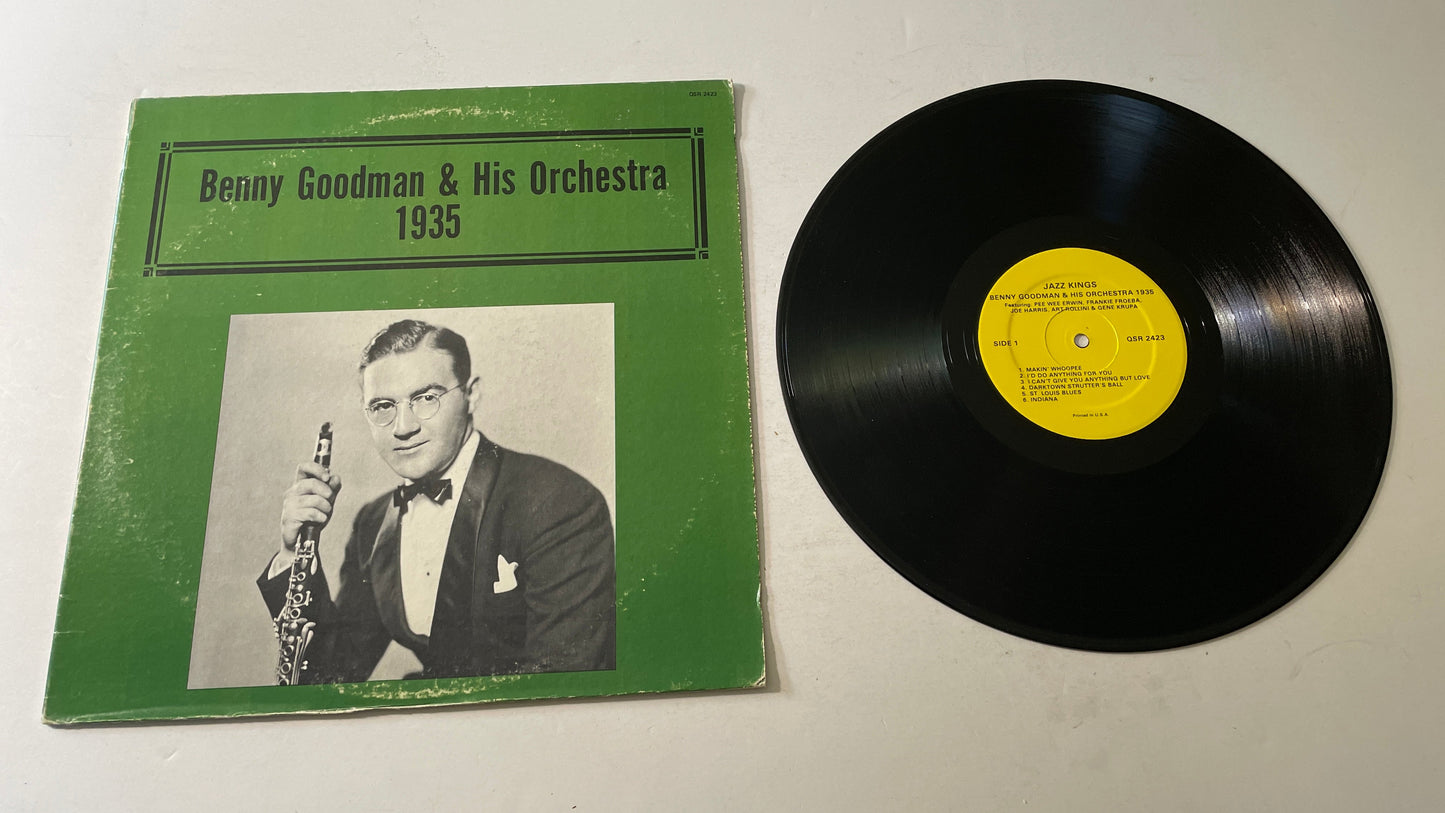 QSR 2423
Benny Goodman & His Orchestra
1935
JAZZ KINGS
BENNY GOODMAN & HIS ORCHESTRA 1935
Featuring: PEE WEE ERWIN, FRANKIE FROEBA,
JOE HARRIS, ART ROLLINI & GENE KRUPA
SIDE 1
QSR 2423
1. MAKIN' WHOOPEE
2. I'D DO ANYTHING FOR YOU
3. I CAN'T GIVE YOU ANYTHING BUT LOVE
4. DARKTOWN STRUTTER'S BALL
5. ST. LOUIS BLUES
6. INDIANA
Printed in U.S.A.